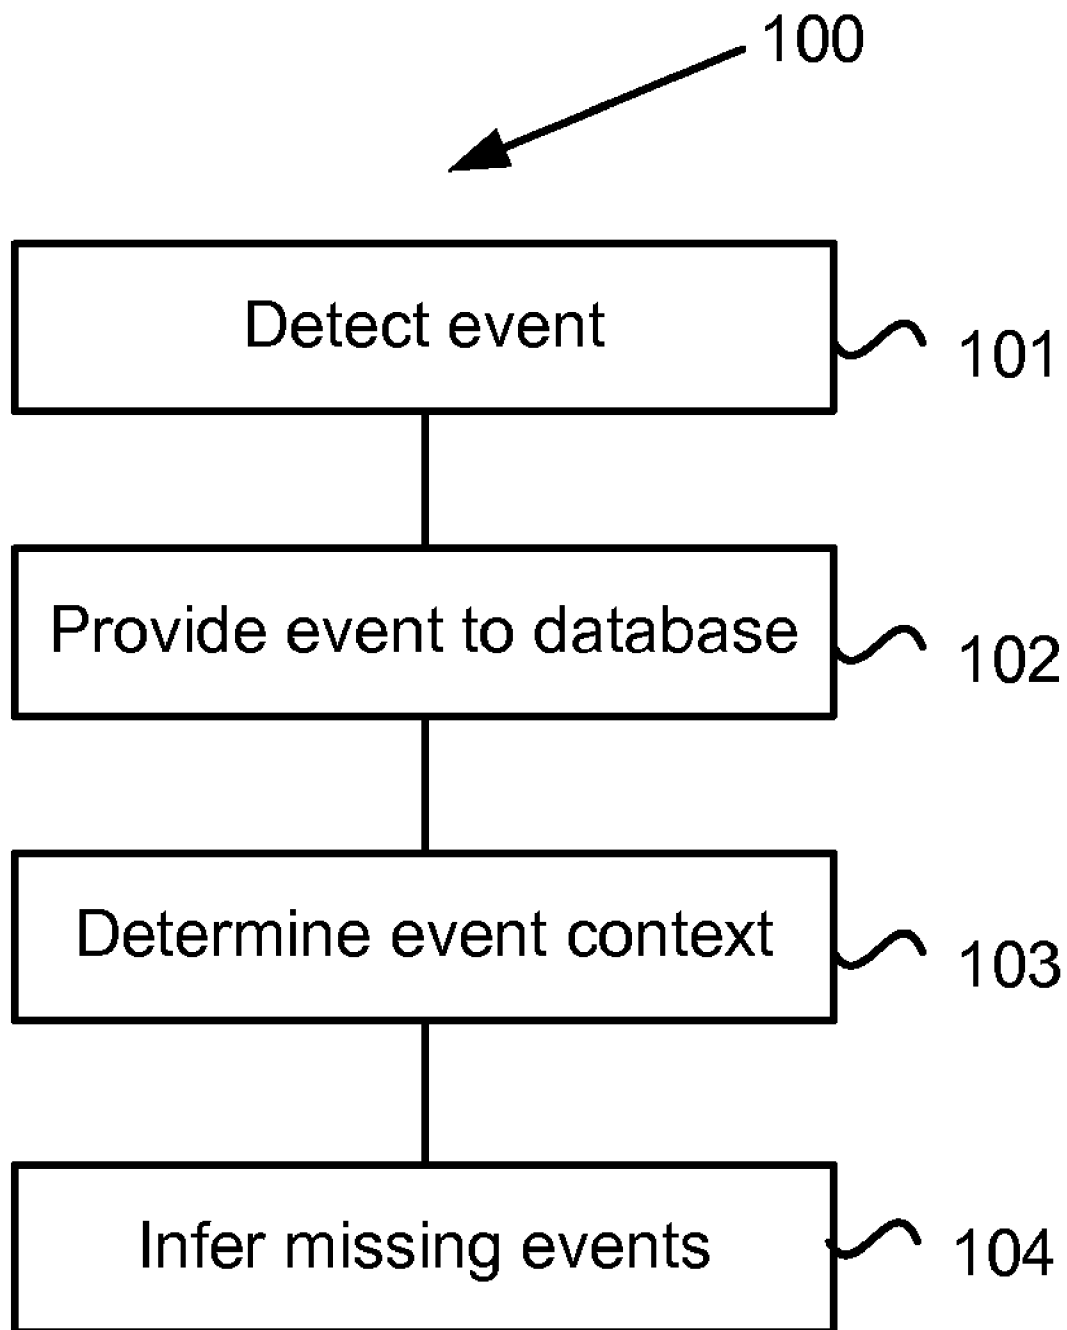 100
Detect event
101
Provide event to database
102
Determine event context
103
Infer missing events
104